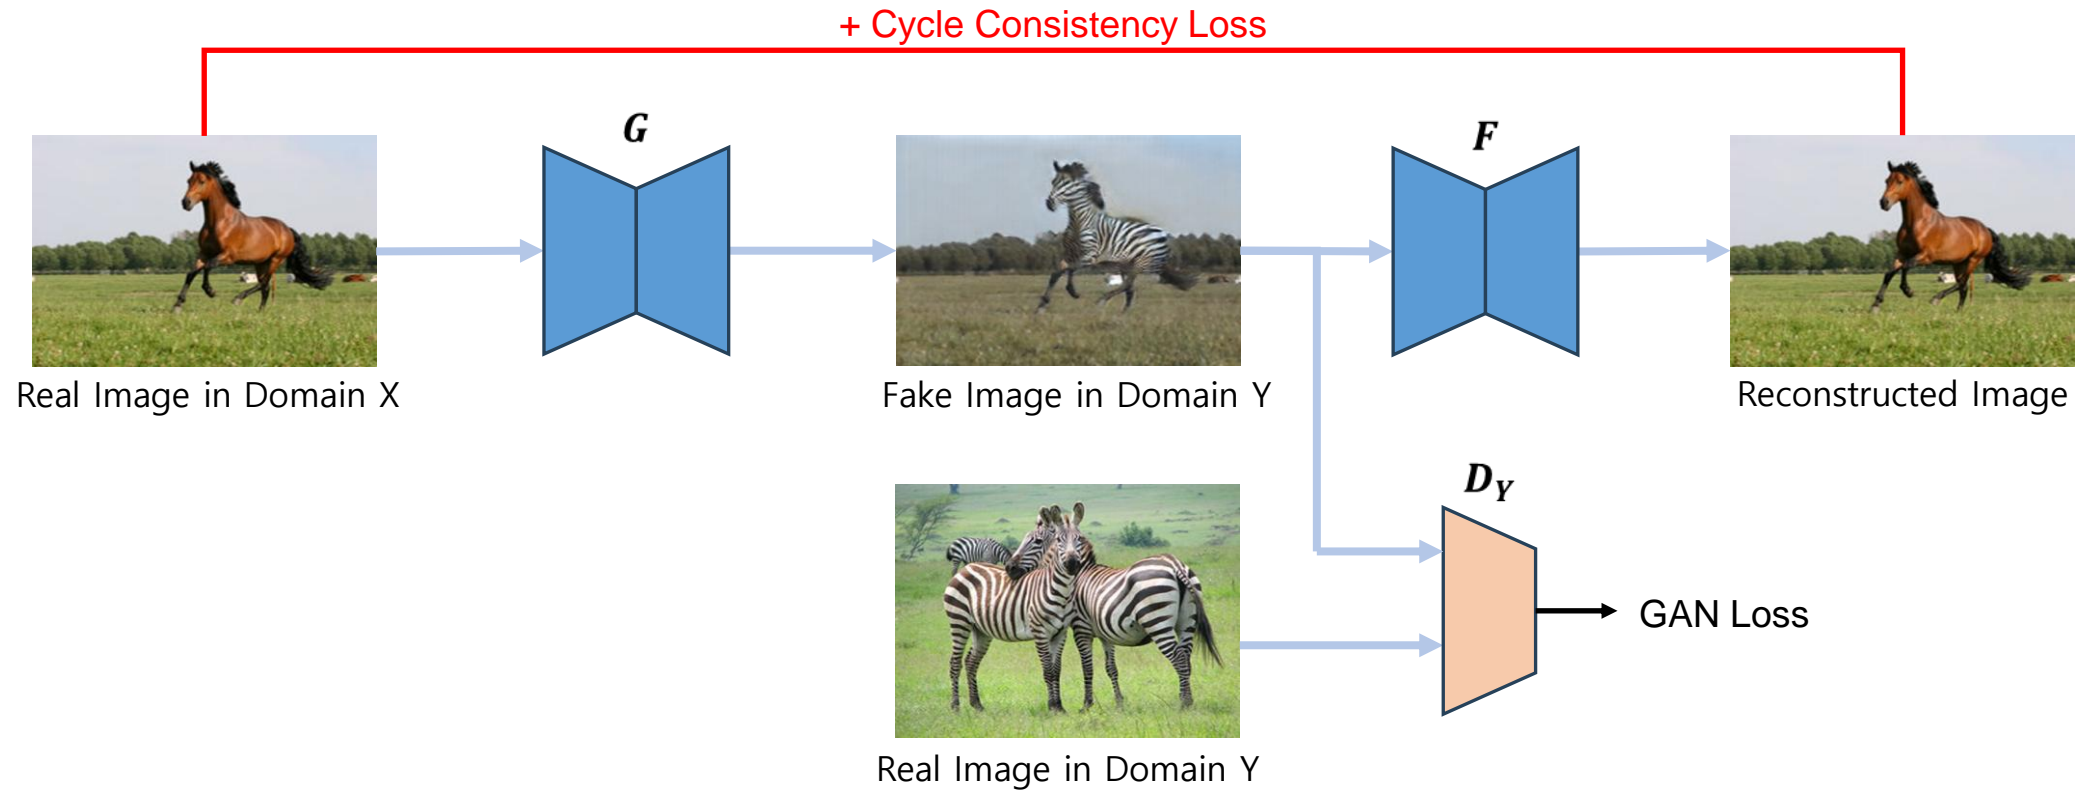 + Cycle Consistency Loss
G
F
Real Image in Domain X
Fake Image in Domain Y
Reconstructed Image
D_Y
GAN Loss
Real Image in Domain Y